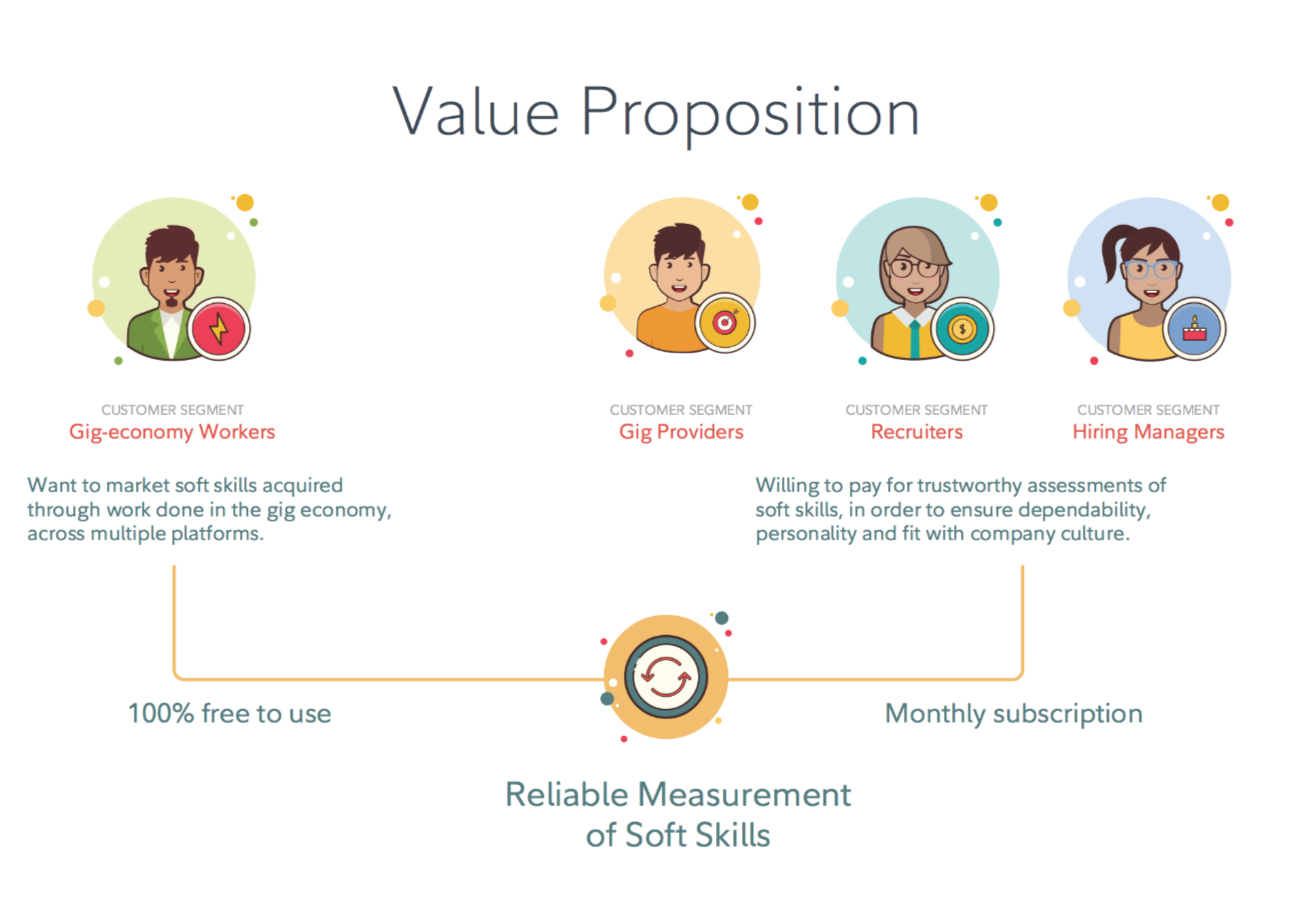 Value Proposition
CUSTOMER SEGMENT
Gig-economy Workers
Want to market soft skills acquired
through work done in the gig economy,
across multiple platforms.
CUSTOMER SEGMENT
Gig Providers
CUSTOMER SEGMENT
Recruiters
CUSTOMER SEGMENT
Hiring Managers
$
Willing to pay for trustworthy assessments of
soft skills, in order to ensure dependability,
personality and fit with company culture.
100% free to use
Monthly subscription
Reliable Measurement
of Soft Skills